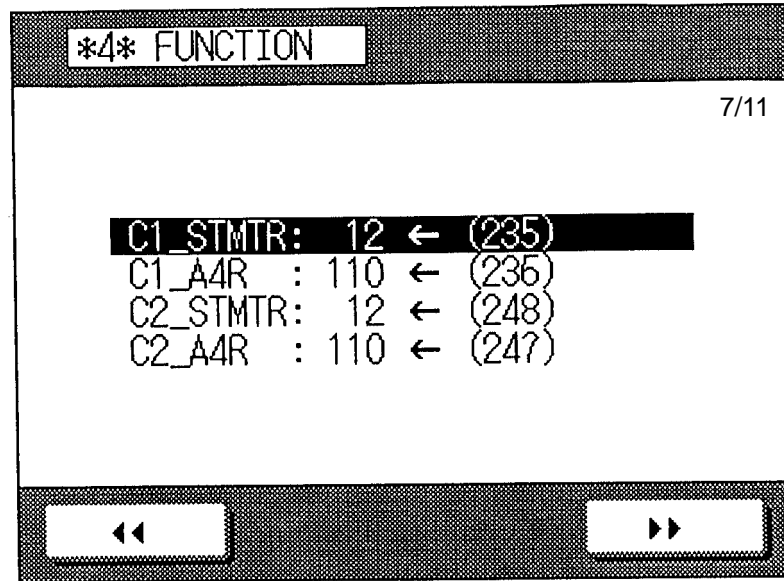 *4* FUNCTION
7/11
C1_STMTR: 12 ← (235)
C1_A4R : 110 ← (236)
C2_STMTR: 12 ← (248)
C2_A4R : 110 ← (247)